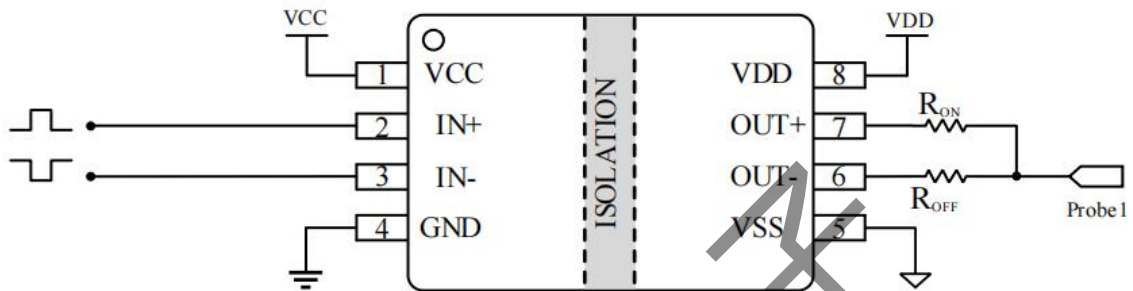 VCC
VDD
1 VCC
VDD 8
2 IN+
OUT+ 7
R_ON
3 IN-
OUT- 6
R_OFF
Probe1
4 GND
VSS 5
ISOLATION